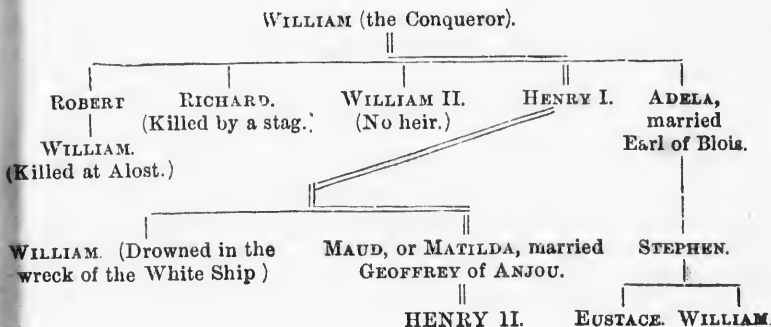 WILLIAM (the Conqueror).
ROBERT RICHARD. WILLIAM II. HENRY I. ADELA,
(Killed by a stag.) (No heir.) married
WILLIAM. Earl of Blois.
(Killed at Alost.)
WILLIAM. (Drowned in the MAUD, or MATILDA, married STEPHEN.
wreck of the White Ship ) GEOFFREY of ANJOU.
HENRY II. EUSTACE. WILLIAM